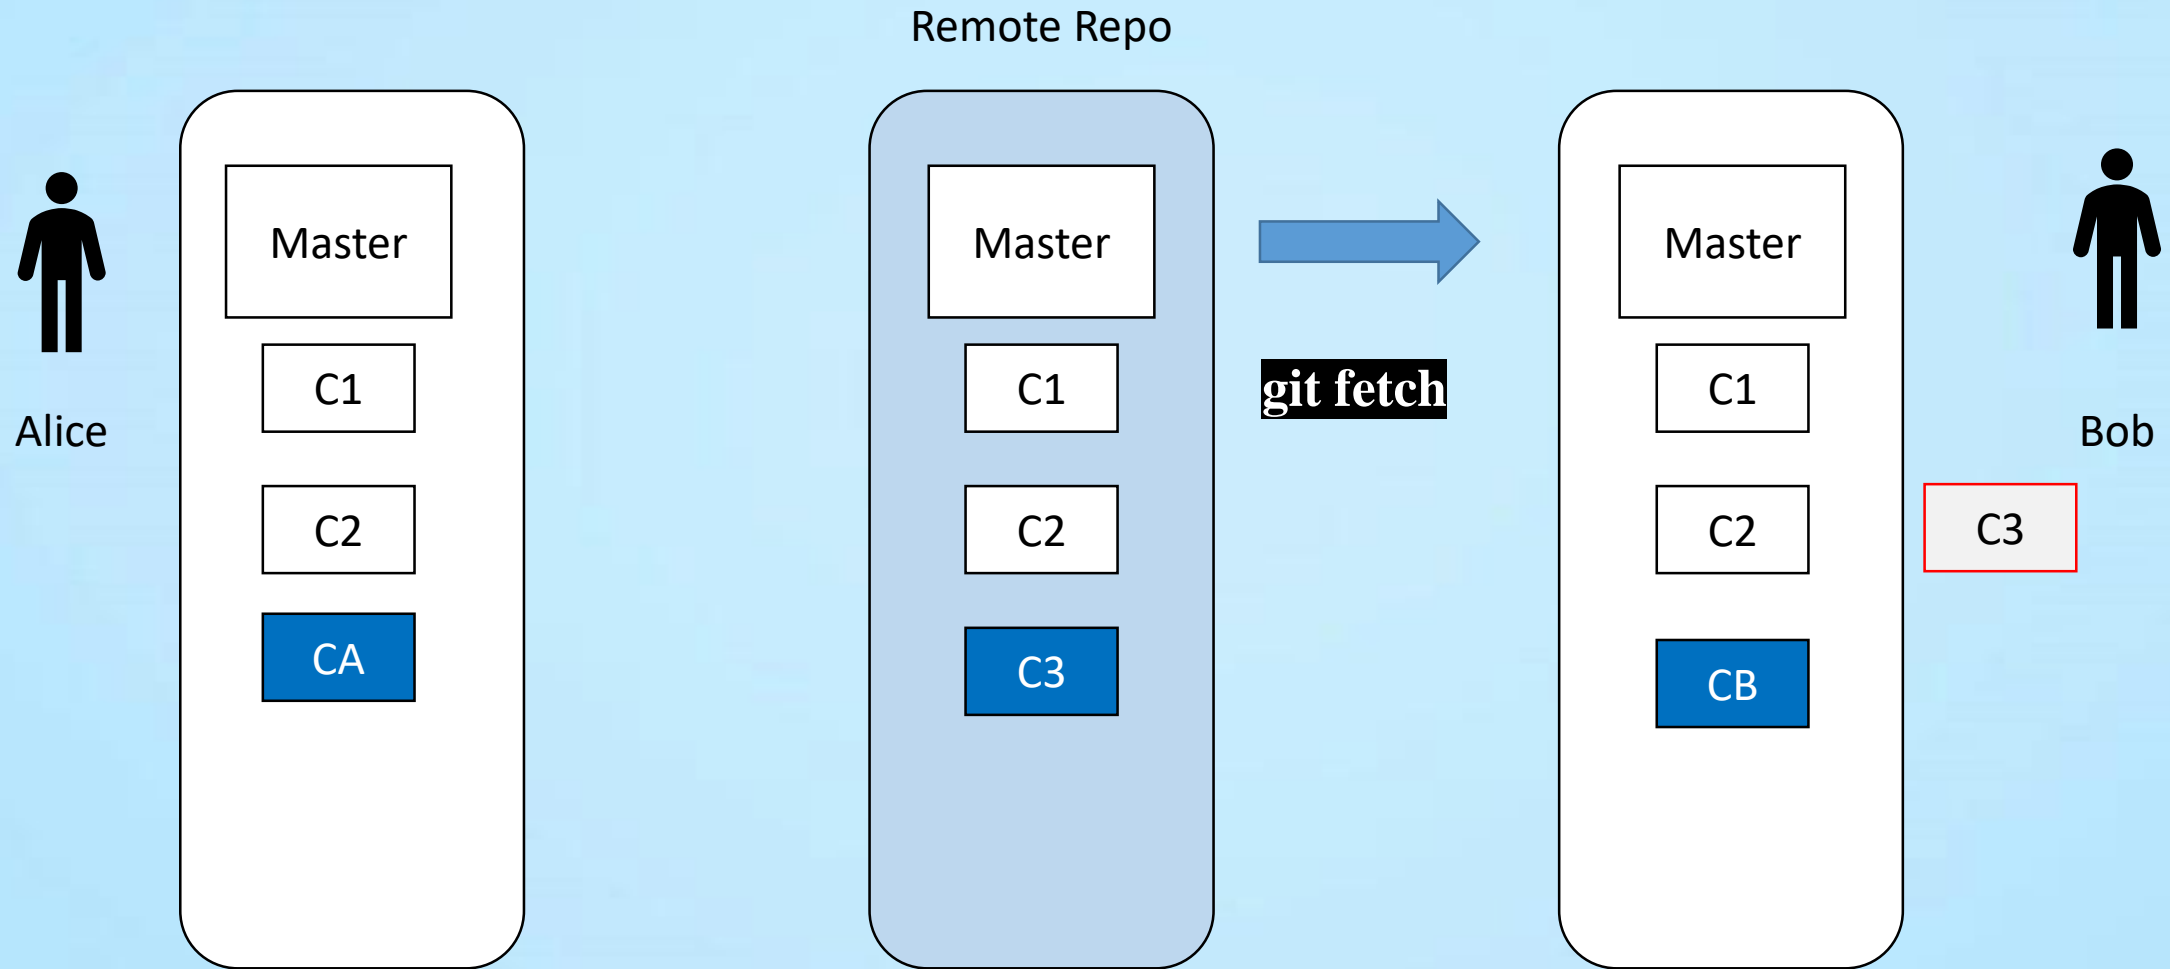 Remote Repo
Master
Master
Master
C1
C1
git fetch
C1
Alice
Bob
C2
C2
C2
C3
CA
C3
CB